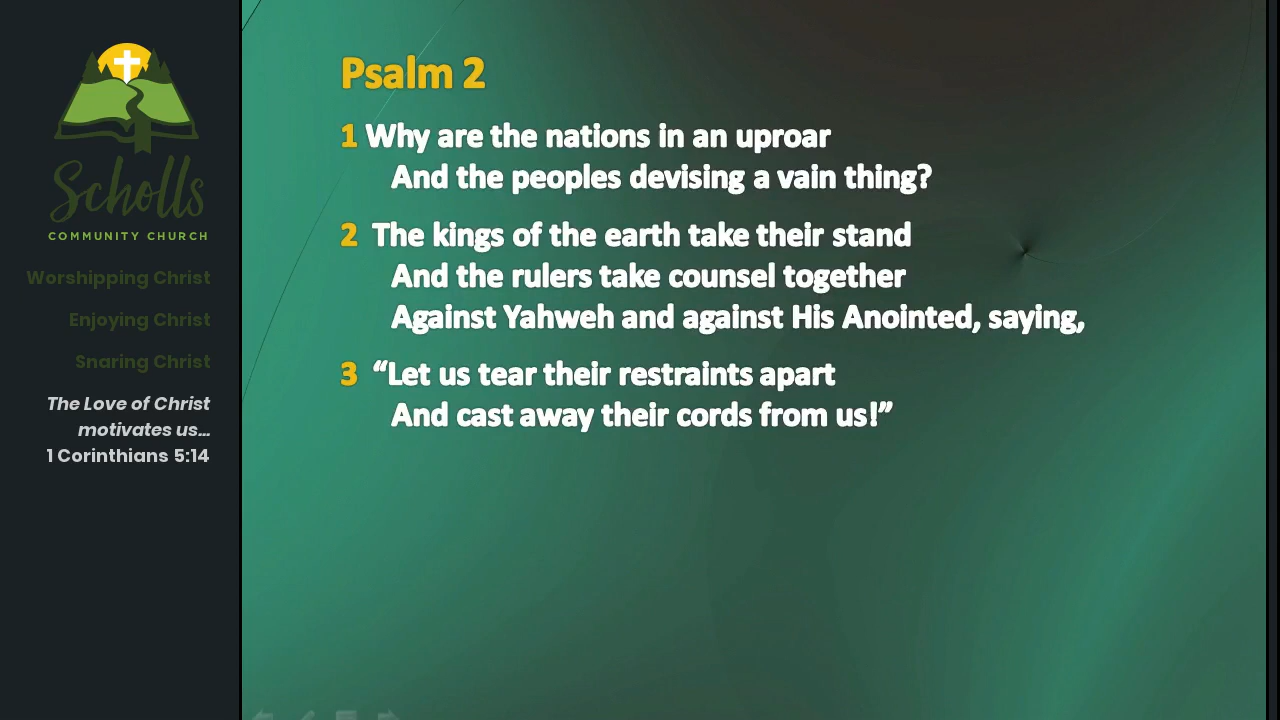 Scholls
COMMUNITY CHURCH
Worshipping Christ
Enjoying Christ
Snaring Christ
The Love of Christ
motivates us...
1 Corinthians 5:14
Psalm 2
1 Why are the nations in an uproar
And the peoples devising a vain thing?
2 The kings of the earth take their stand
And the rulers take counsel together
Against Yahweh and against His Anointed, saying,
3 “Let us tear their restraints apart
And cast away their cords from us!”